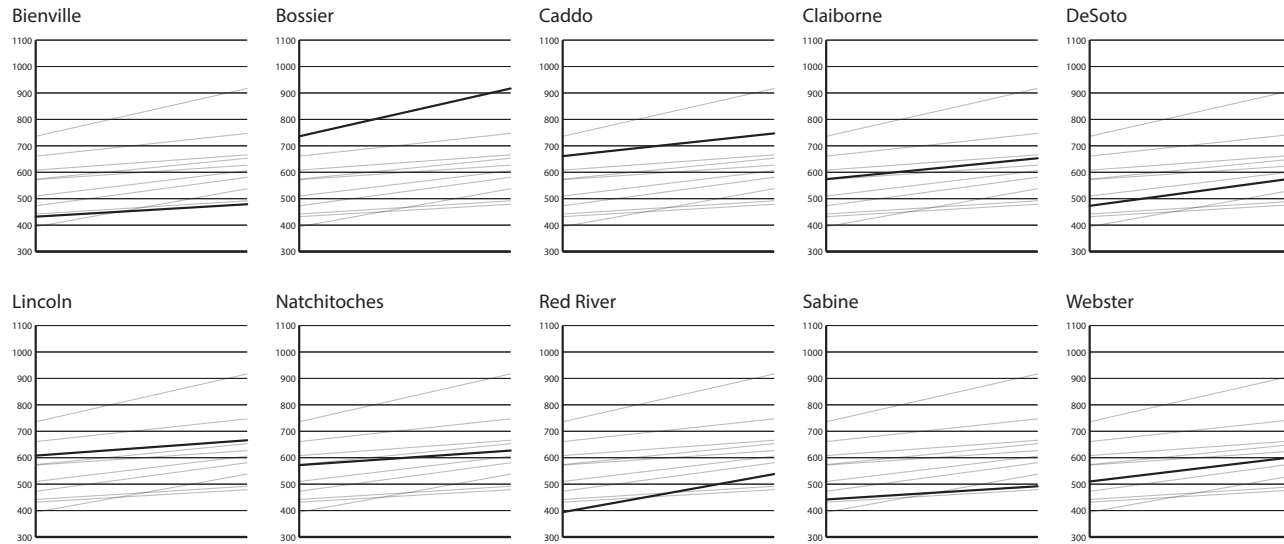 Bienville Bossier Caddo Claiborne DeSoto
1100 1100 1100 1100 1100
1000 1000 1000 1000 1000
900 900 900 900 900
800 800 800 800 800
700 700 700 700 700
600 600 600 600 600
500 500 500 500 500
400 400 400 400 400
300 300 300 300 300
Lincoln Natchitoches Red River Sabine Webster
1100 1100 1100 1100 1100
1000 1000 1000 1000 1000
900 900 900 900 900
800 800 800 800 800
700 700 700 700 700
600 600 600 600 600
500 500 500 500 500
400 400 400 400 400
300 300 300 300 300